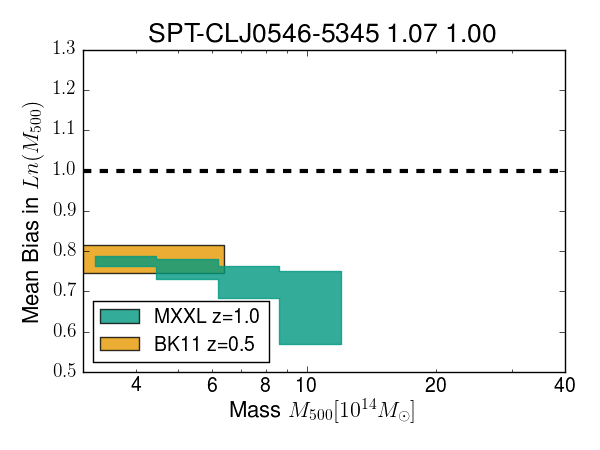 SPT-CLJ0546-5345 1.07 1.00
Mean Bias in Ln(M500)
1.3
1.2
1.1
1.0
0.9
0.8
0.7
0.6
0.5
MXXL z=1.0
BK11 z=0.5
4 6 8 10 20 40
Mass M500[10^14 M⊙]